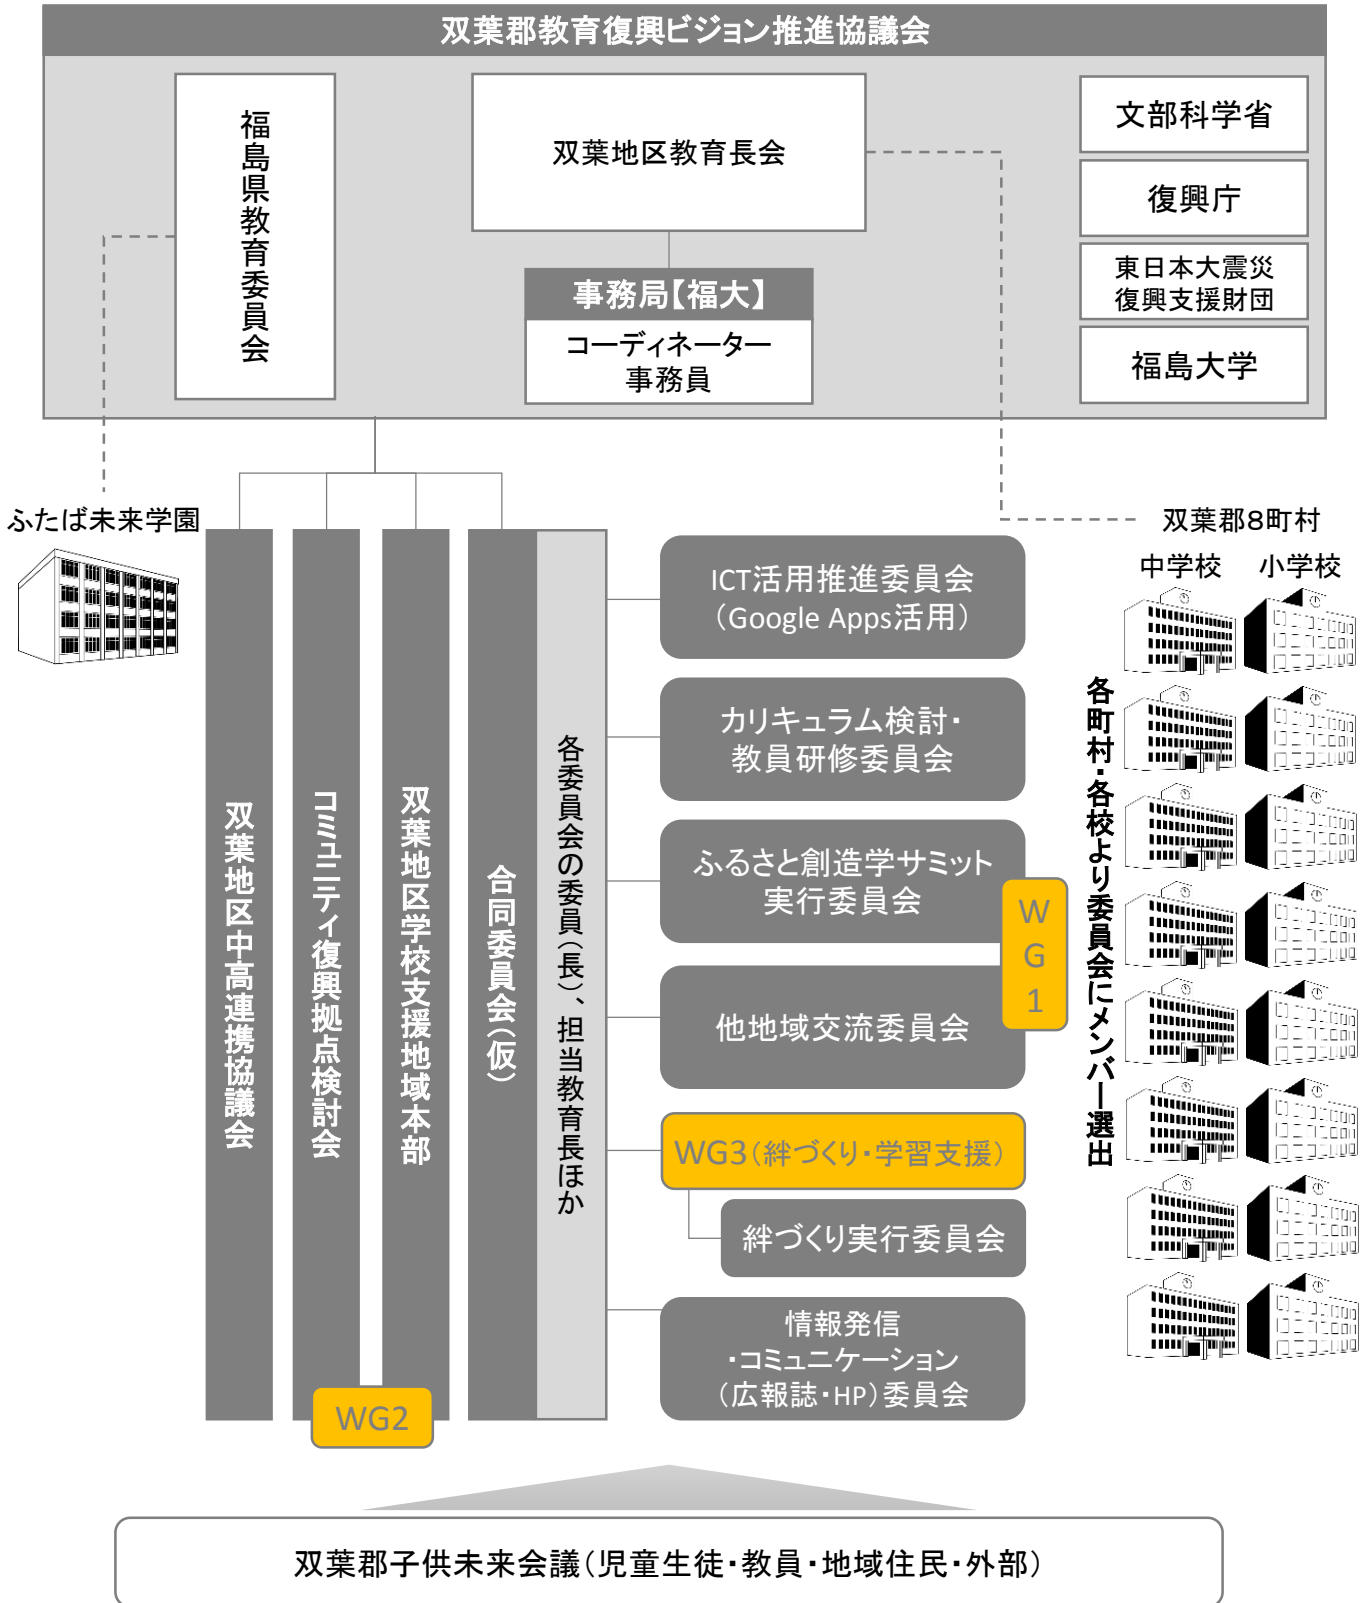 双葉郡教育復興ビジョン推進協議会
福島県教育委員会
双葉地区教育長会
事務局【福大】
コーディネーター
事務員
文部科学省
復興庁
東日本大震災
復興支援財団
福島大学
ふたば未来学園
双葉郡8町村
中学校
小学校
各町村・各校より委員会にメンバー選出
双葉地区中高連携協議会
コミュニティ復興拠点検討会
双葉地区学校支援地域本部
合同委員会(仮)
各委員会の委員(長)、担当教育長ほか
ICT活用推進委員会
(Google Apps活用)
カリキュラム検討・
教員研修委員会
ふるさと創造学サミット
実行委員会
WG1
他地域交流委員会
WG3(絆づくり・学習支援)
絆づくり実行委員会
情報発信
・コミュニケーション
(広報誌・HP)委員会
WG2
双葉郡子供未来会議(児童生徒・教員・地域住民・外部)